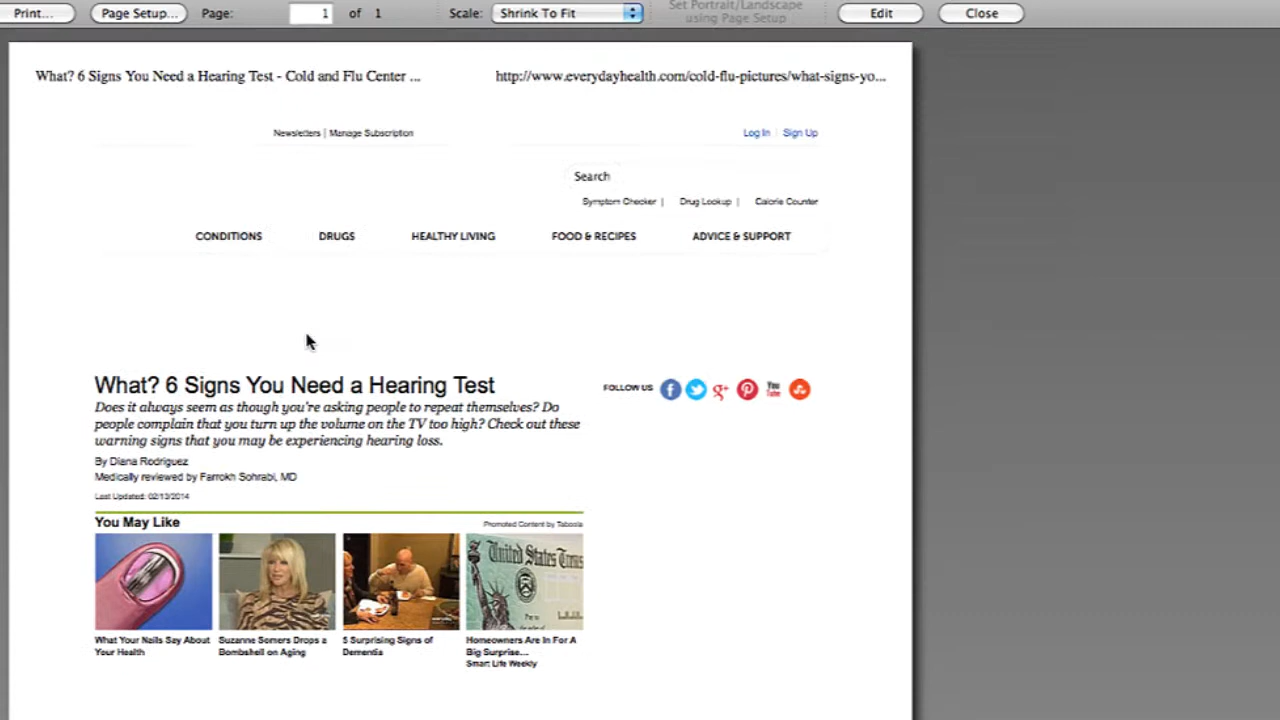 Print... Page Setup... Page: 1 of 1 Scale: Shrink To Fit Set Portrait/Landscape using Page Setup Edit Close
What? 6 Signs You Need a Hearing Test - Cold and Flu Center ... http://www.everydayhealth.com/cold-flu-pictures/what-signs-yo...
Newsletters | Manage Subscription Log In | Sign Up
Search
Symptom Checker | Drug Lookup | Calorie Counter
CONDITIONS DRUGS HEALTHY LIVING FOOD & RECIPES ADVICE & SUPPORT
What? 6 Signs You Need a Hearing Test
FOLLOW US
You Tube
Does it always seem as though you're asking people to repeat themselves? Do
people complain that you turn up the volume on the TV too high? Check out these
warning signs that you may be experiencing hearing loss.
By Diana Rodriguez
Medically reviewed by Farrokh Sohrabi, MD
Last Updated: 02/13/2014
You May Like Promoted Content by Taboola
United States Treas
What Your Nails Say About
Your Health
Suzanne Somers Drops a
Bombshell on Aging
5 Surprising Signs of
Dementia
Homeowners Are In For A
Big Surprise...
Smart Life Weekly